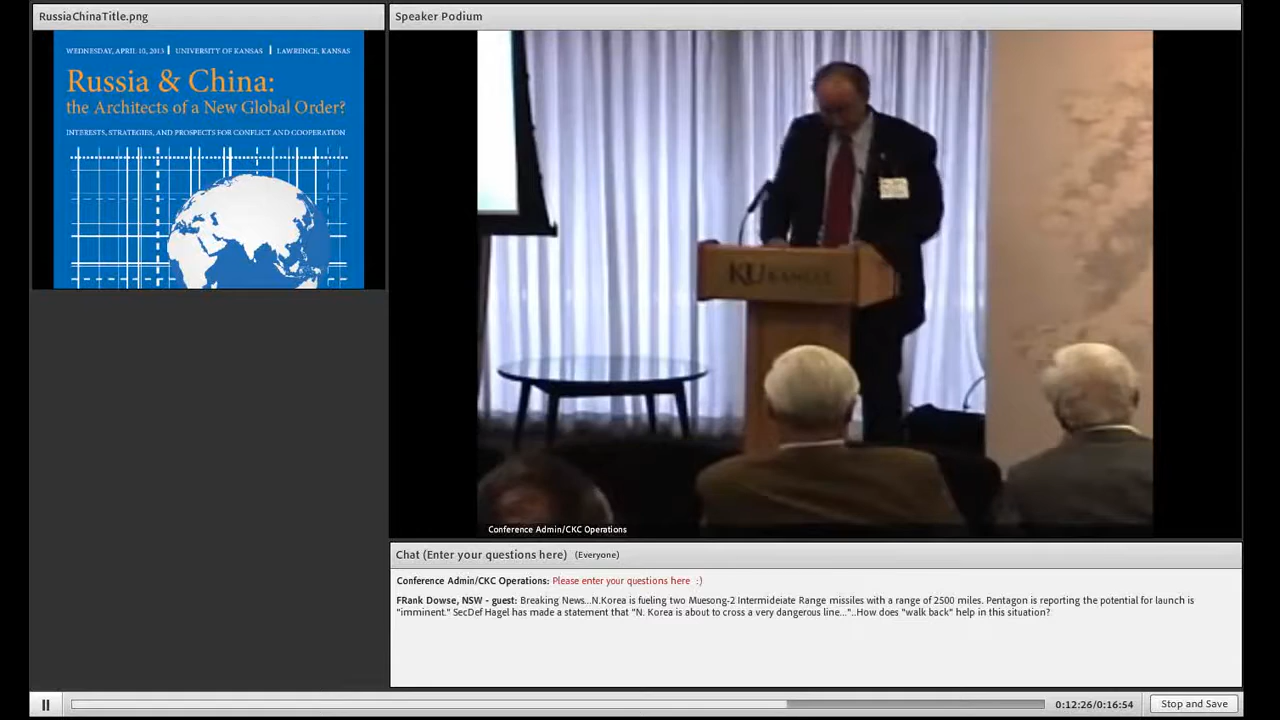 RussiaChinaTitle.png
Speaker Podium
WEDNESDAY, APRIL 10, 2013 | UNIVERSITY OF KANSAS | LAWRENCE, KANSAS
Russia & China:
the Architects of a New Global Order?
INTERESTS, STRATEGIES, AND PROSPECTS FOR CONFLICT AND COOPERATION
KU KANSAS
Conference Admin/CKC Operations
Chat (Enter your questions here) (Everyone)
Conference Admin/CKC Operations: Please enter your questions here :)
FRank Dowse, NSW - guest: Breaking News...N.Korea is fueling two Muesong-2 Intermideiate Range missiles with a range of 2500 miles. Pentagon is reporting the potential for launch is
"imminent." SecDef Hagel has made a statement that "N. Korea is about to cross a very dangerous line..."..How does "walk back" help in this situation?
0:12:26/0:16:54
Stop and Save